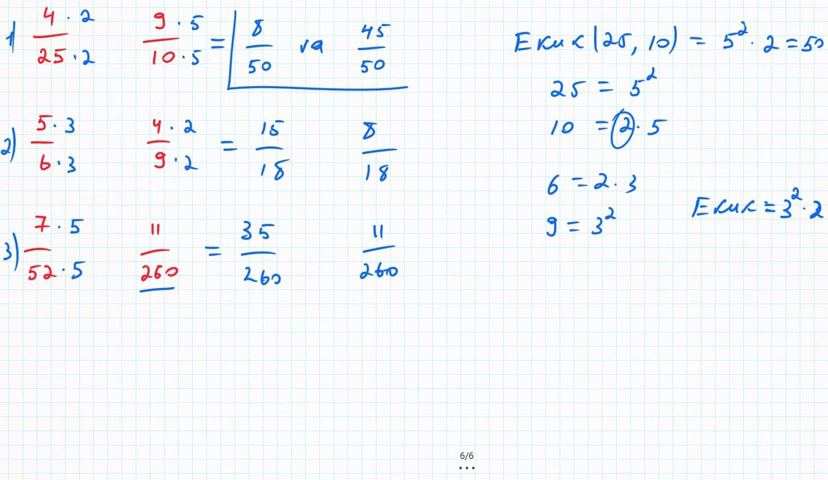 1) 4 · 2 / 25 · 2   9 · 5 / 10 · 5 = 8/50 va 45/50
Екик (25, 10) = 5² · 2 = 50
25 = 5²
10 = 2 · 5
2) 5 · 3 / 6 · 3   4 · 2 / 9 · 2 = 15/18   8/18
6 = 2 · 3
9 = 3²
Екик = 3² · 2
3) 7 · 5 / 52 · 5   11/260 = 35/260   11/260
6/6